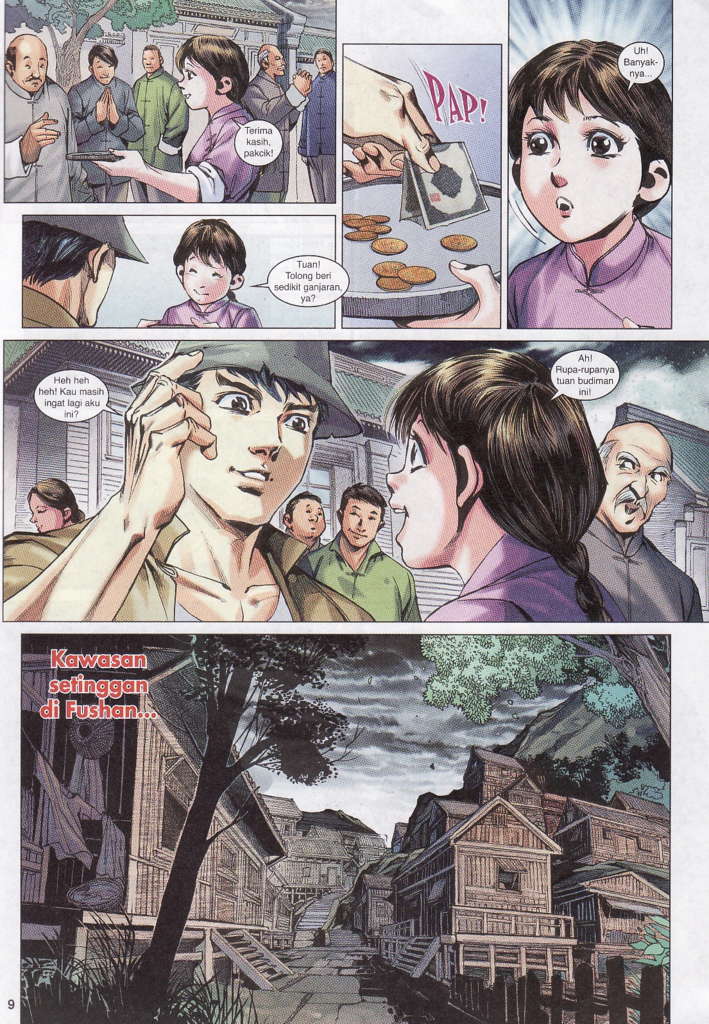 Terima
kasih,
pakcik!
Tuan!
Tolong beri
sedikit ganjaran,
ya?
PAP!
Uh!
Banyak-
nya...
Heh heh
heh! Kau masih
ingat lagi aku
ini?
Ah!
Rupa-rupanya
tuan budiman
ini!
Kawasan
setinggan
di Fushan...
9